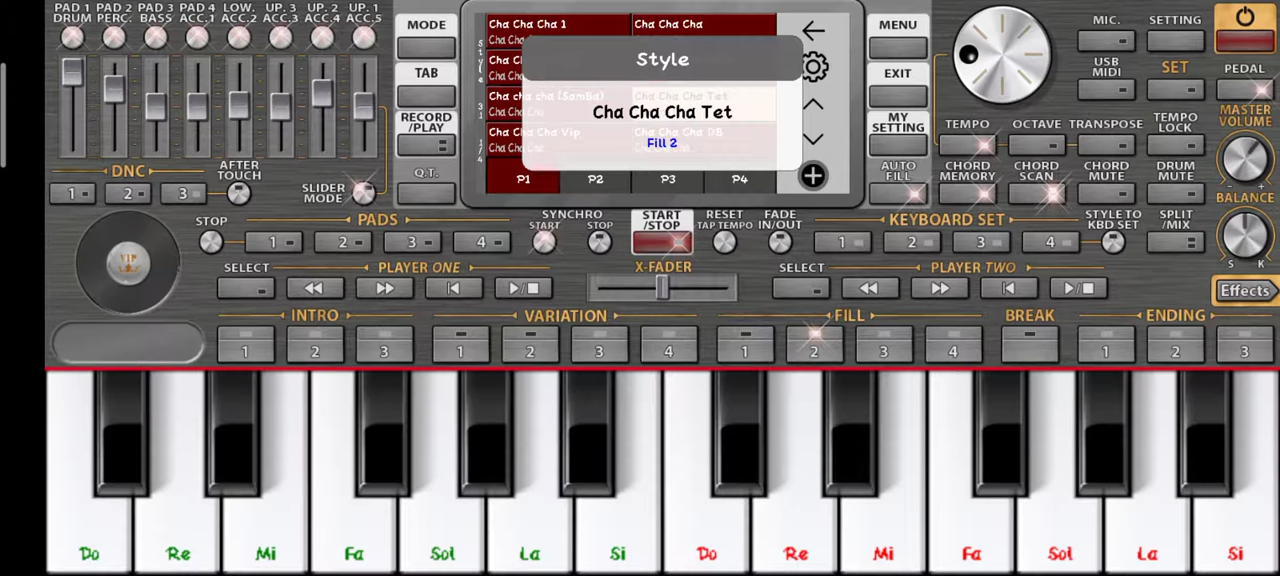 PAD 1 PAD 2 PAD 3 PAD 4 LOW. UP. 3 UP. 2 UP. 1
DRUM PERC. BASS ACC.1 ACC.2 ACC.3 ACC.4 ACC.5
MODE
TAB
RECORD
/PLAY
Q.T.
DNC
1 2 3
AFTER
TOUCH
SLIDER
MODE
Cha Cha Cha 1 Cha Cha Cha
Style
Cha cha cha (SamBa) Cha Cha Cha Tet
Cha Cha Cha Tet
Cha Cha Cha Vip Cha Cha Cha DB
Fill 2
P1 P2 P3 P4
MENU
EXIT
MY
SETTING
AUTO
FILL
MIC. SETTING
USB
MIDI
SET
PEDAL
MASTER
VOLUME
TEMPO OCTAVE TRANSPOSE TEMPO
LOCK
CHORD
MEMORY
CHORD
SCAN
CHORD
MUTE
DRUM
MUTE
- +
BALANCE
S K
STOP
PADS
1 2 3 4
SYNCHRO
START STOP
START
/STOP
RESET
TAP TEMPO
FADE
IN/OUT
KEYBOARD SET
1 2 3 4
STYLE TO
KBD SET
SPLIT
/MIX
SELECT PLAYER ONE X-FADER SELECT PLAYER TWO
Effects
INTRO VARIATION FILL BREAK ENDING
1 2 3 1 2 3 4 1 2 3 4 1 2 3
Do Re Mi Fa Sol La Si Do Re Mi Fa Sol La Si